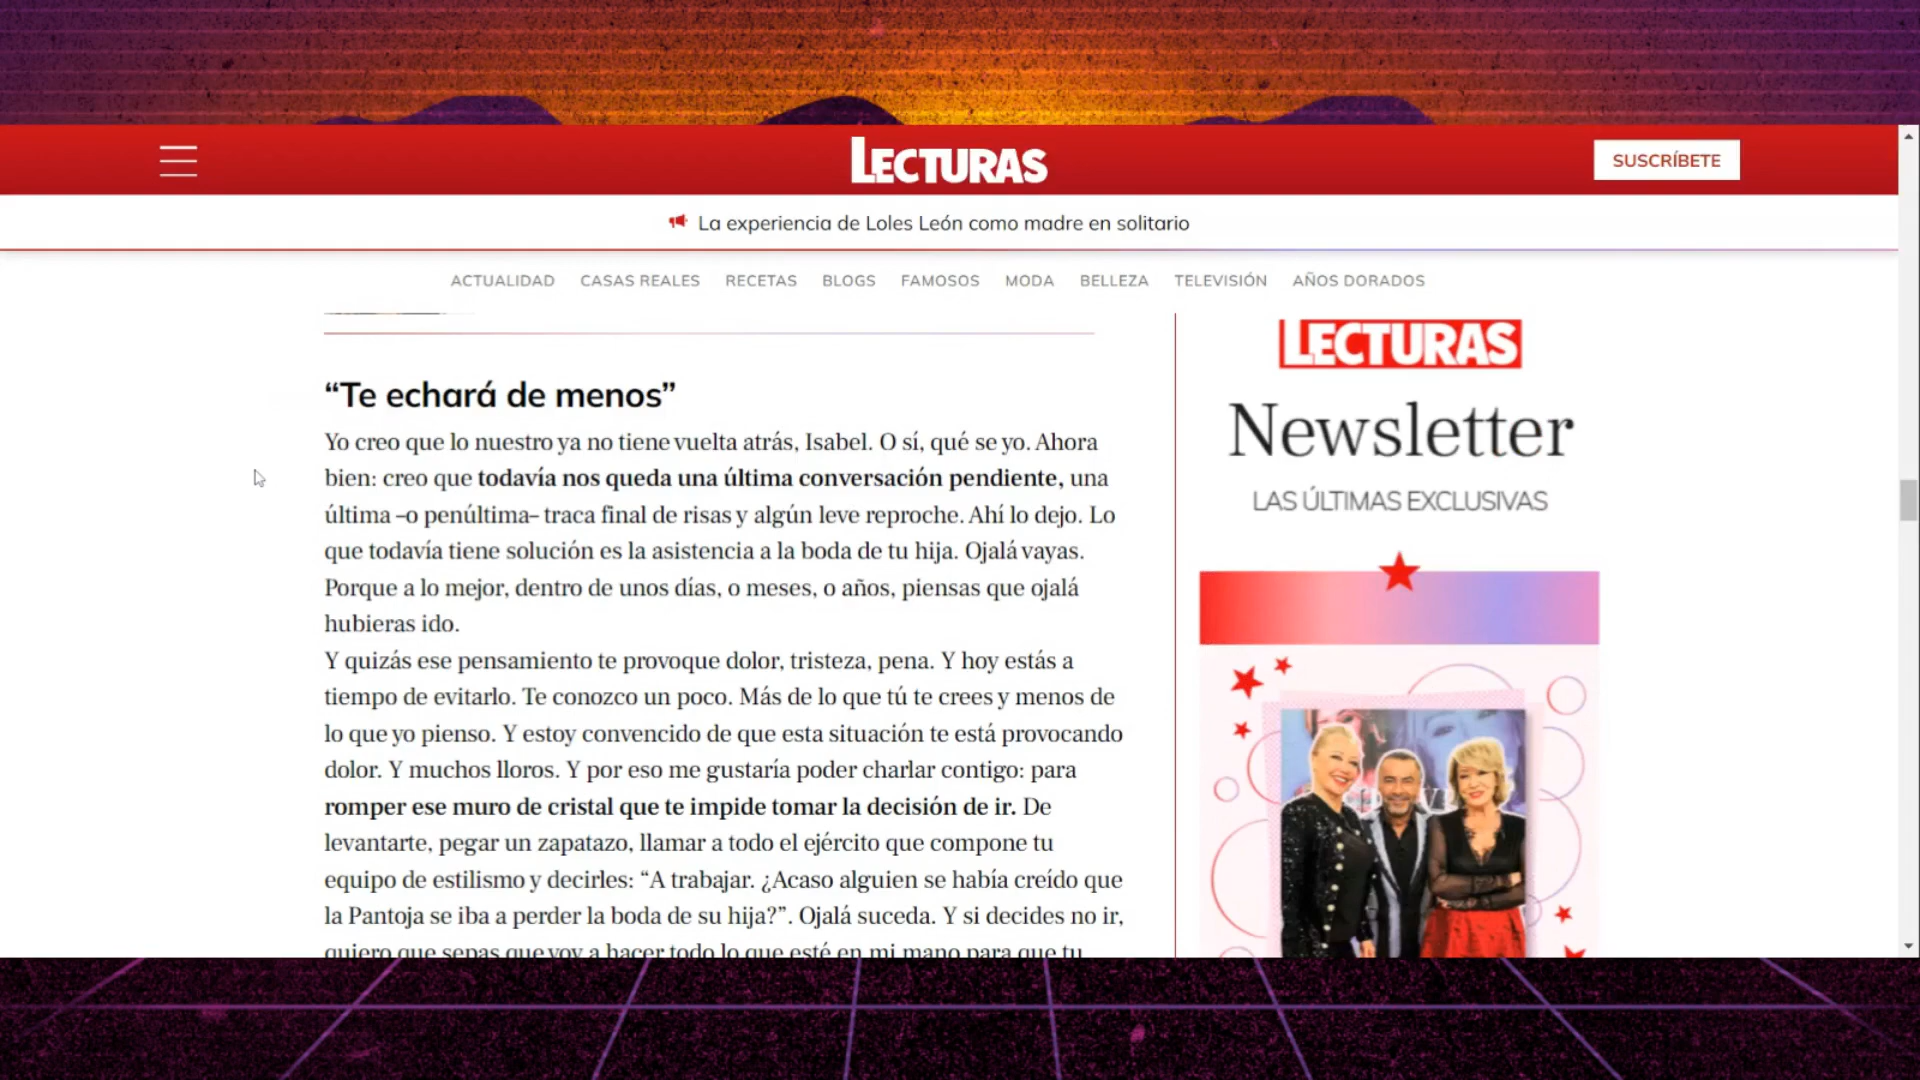 LECTURAS
SUSCRÍBETE
La experiencia de Loles León como madre en solitario
ACTUALIDAD CASAS REALES RECETAS BLOGS FAMOSOS MODA BELLEZA TELEVISIÓN AÑOS DORADOS
“Te echará de menos”
Yo creo que lo nuestro ya no tiene vuelta atrás, Isabel. O sí, qué se yo. Ahora
bien: creo que todavía nos queda una última conversación pendiente, una
última –o penúltima– traca final de risas y algún leve reproche. Ahí lo dejo. Lo
que todavía tiene solución es la asistencia a la boda de tu hija. Ojalá vayas.
Porque a lo mejor, dentro de unos días, o meses, o años, piensas que ojalá
hubieras ido.
Y quizás ese pensamiento te provoque dolor, tristeza, pena. Y hoy estás a
tiempo de evitarlo. Te conozco un poco. Más de lo que tú te crees y menos de
lo que yo pienso. Y estoy convencido de que esta situación te está provocando
dolor. Y muchos lloros. Y por eso me gustaría poder charlar contigo: para
romper ese muro de cristal que te impide tomar la decisión de ir. De
levantarte, pegar un zapatazo, llamar a todo el ejército que compone tu
equipo de estilismo y decirles: “A trabajar. ¿Acaso alguien se había creído que
la Pantoja se iba a perder la boda de su hija?”. Ojalá suceda. Y si decides no ir,
quiero que sepas que voy a hacer todo lo que esté en mi mano para que tu
LECTURAS
Newsletter
LAS ÚLTIMAS EXCLUSIVAS